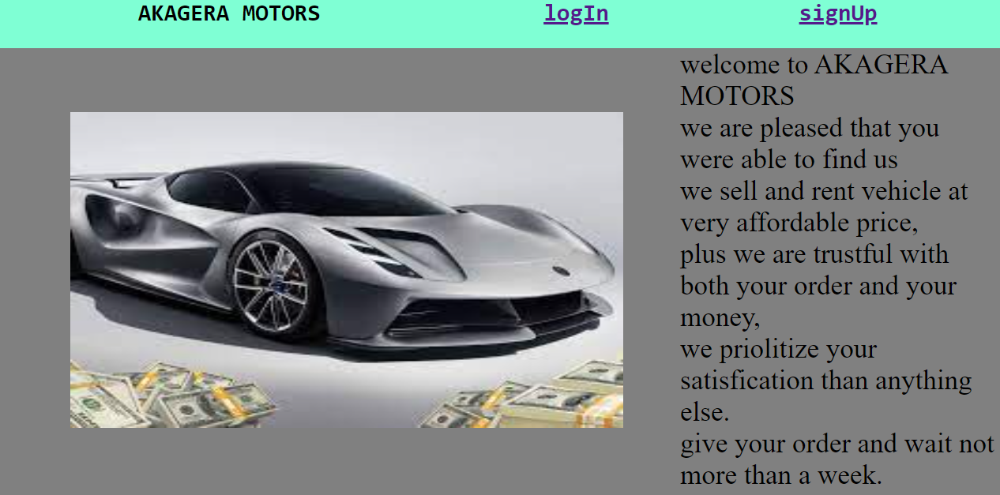 AKAGERA MOTORS
logIn
signUp
welcome to AKAGERA
MOTORS
we are pleased that you
were able to find us
we sell and rent vehicle at
very affordable price,
plus we are trustful with
both your order and your
money,
we priolitize your
satisfication than anything
else.
give your order and wait not
more than a week.